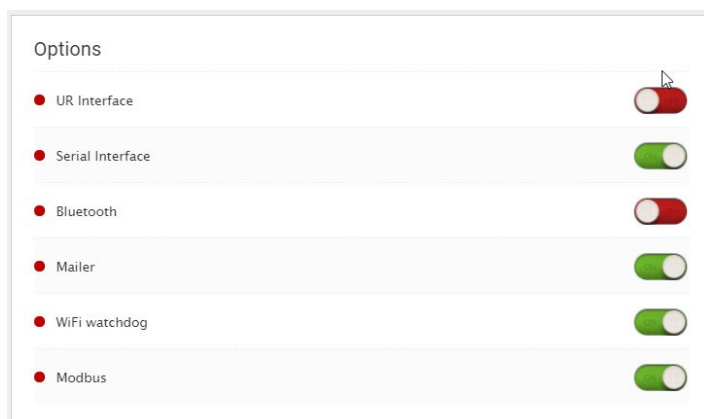 Options
UR Interface
Serial Interface
Bluetooth
Mailer
WiFi watchdog
Modbus